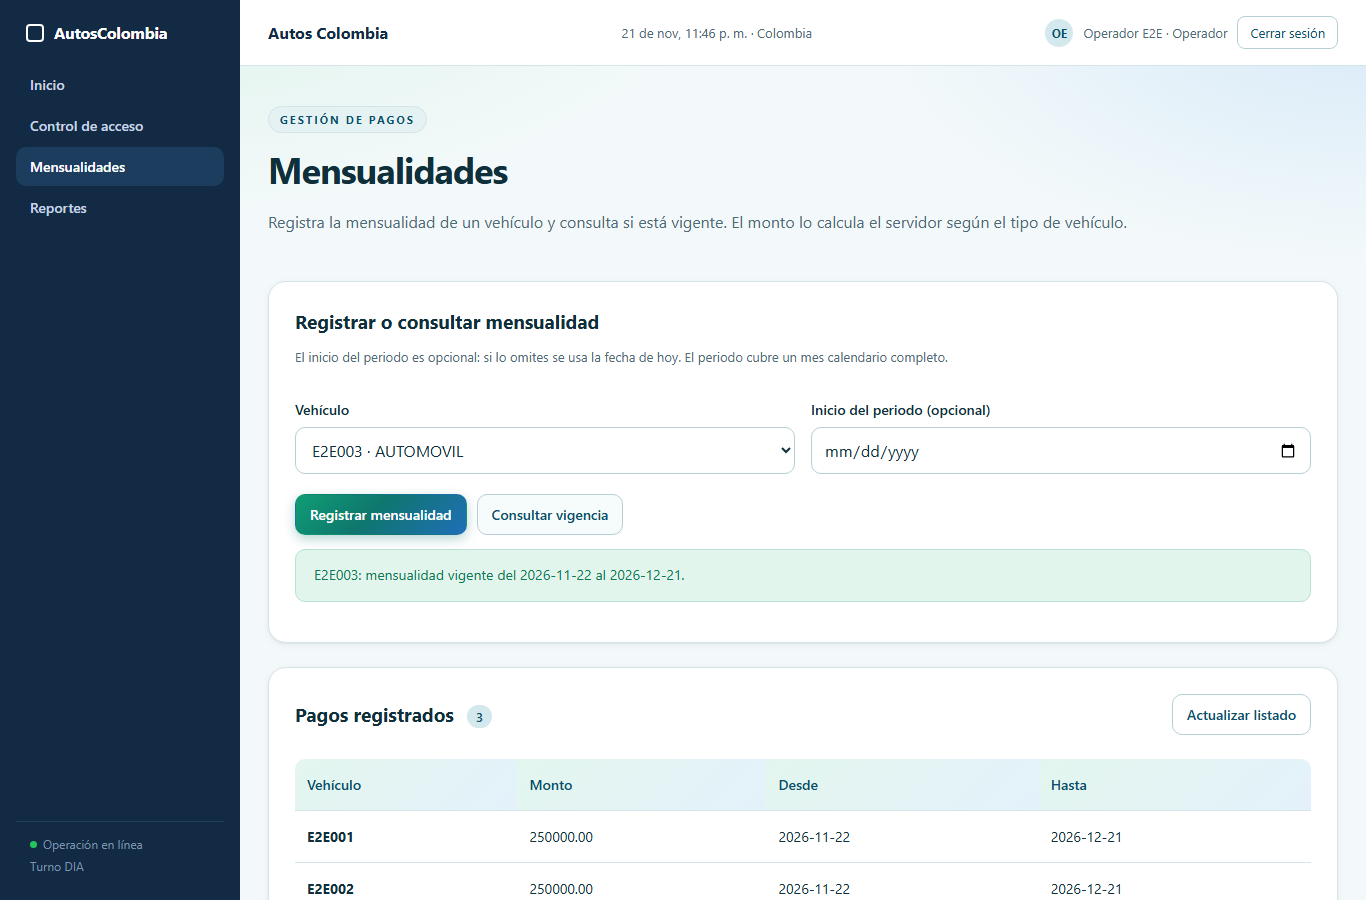 AutosColombia
Inicio
Control de acceso
Mensualidades
Reportes
Operación en línea
Turno DIA
Autos Colombia
21 de nov, 11:46 p. m. · Colombia
OE
Operador E2E · Operador
Cerrar sesión
GESTIÓN DE PAGOS
Mensualidades
Registra la mensualidad de un vehículo y consulta si está vigente. El monto lo calcula el servidor según el tipo de vehículo.
Registrar o consultar mensualidad
El inicio del periodo es opcional: si lo omites se usa la fecha de hoy. El periodo cubre un mes calendario completo.
Vehículo
Inicio del periodo (opcional)
E2E003 · AUTOMOVIL
mm/dd/yyyy
Registrar mensualidad
Consultar vigencia
E2E003: mensualidad vigente del 2026-11-22 al 2026-12-21.
Pagos registrados 3
Actualizar listado
Vehículo Monto Desde Hasta
E2E001 250000.00 2026-11-22 2026-12-21
E2E002 250000.00 2026-11-22 2026-12-21